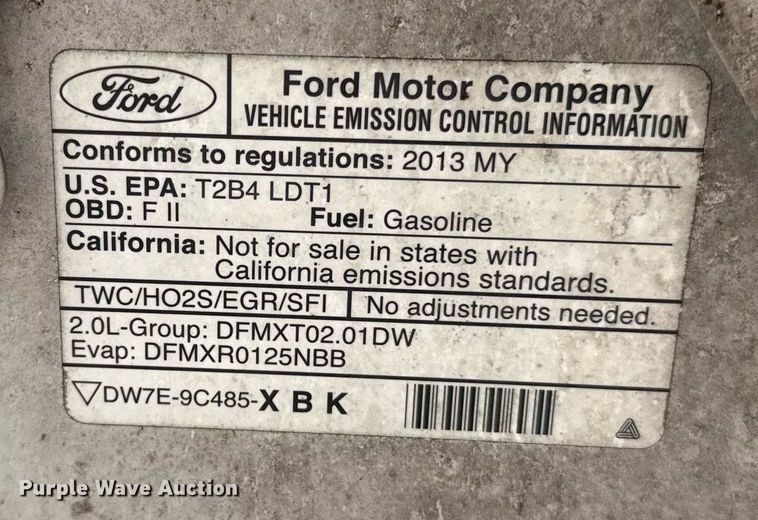 Ford
Ford Motor Company
VEHICLE EMISSION CONTROL INFORMATION
Conforms to regulations: 2013 MY
U.S. EPA: T2B4 LDT1
OBD: F II Fuel: Gasoline
California: Not for sale in states with
California emissions standards.
TWC/HO2S/EGR/SFI No adjustments needed.
2.0L-Group: DFMXT02.01DW
Evap: DFMXR0125NBB
DW7E-9C485-X B K
Purple Wave Auction